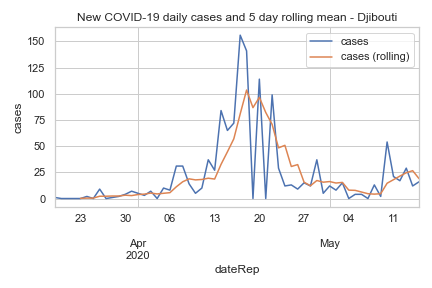 New COVID-19 daily cases and 5 day rolling mean - Djibouti
cases
cases (rolling)
150
125
100
75
50
25
0
cases
23 30 06 13 20 27 04 11
Apr May
2020
dateRep